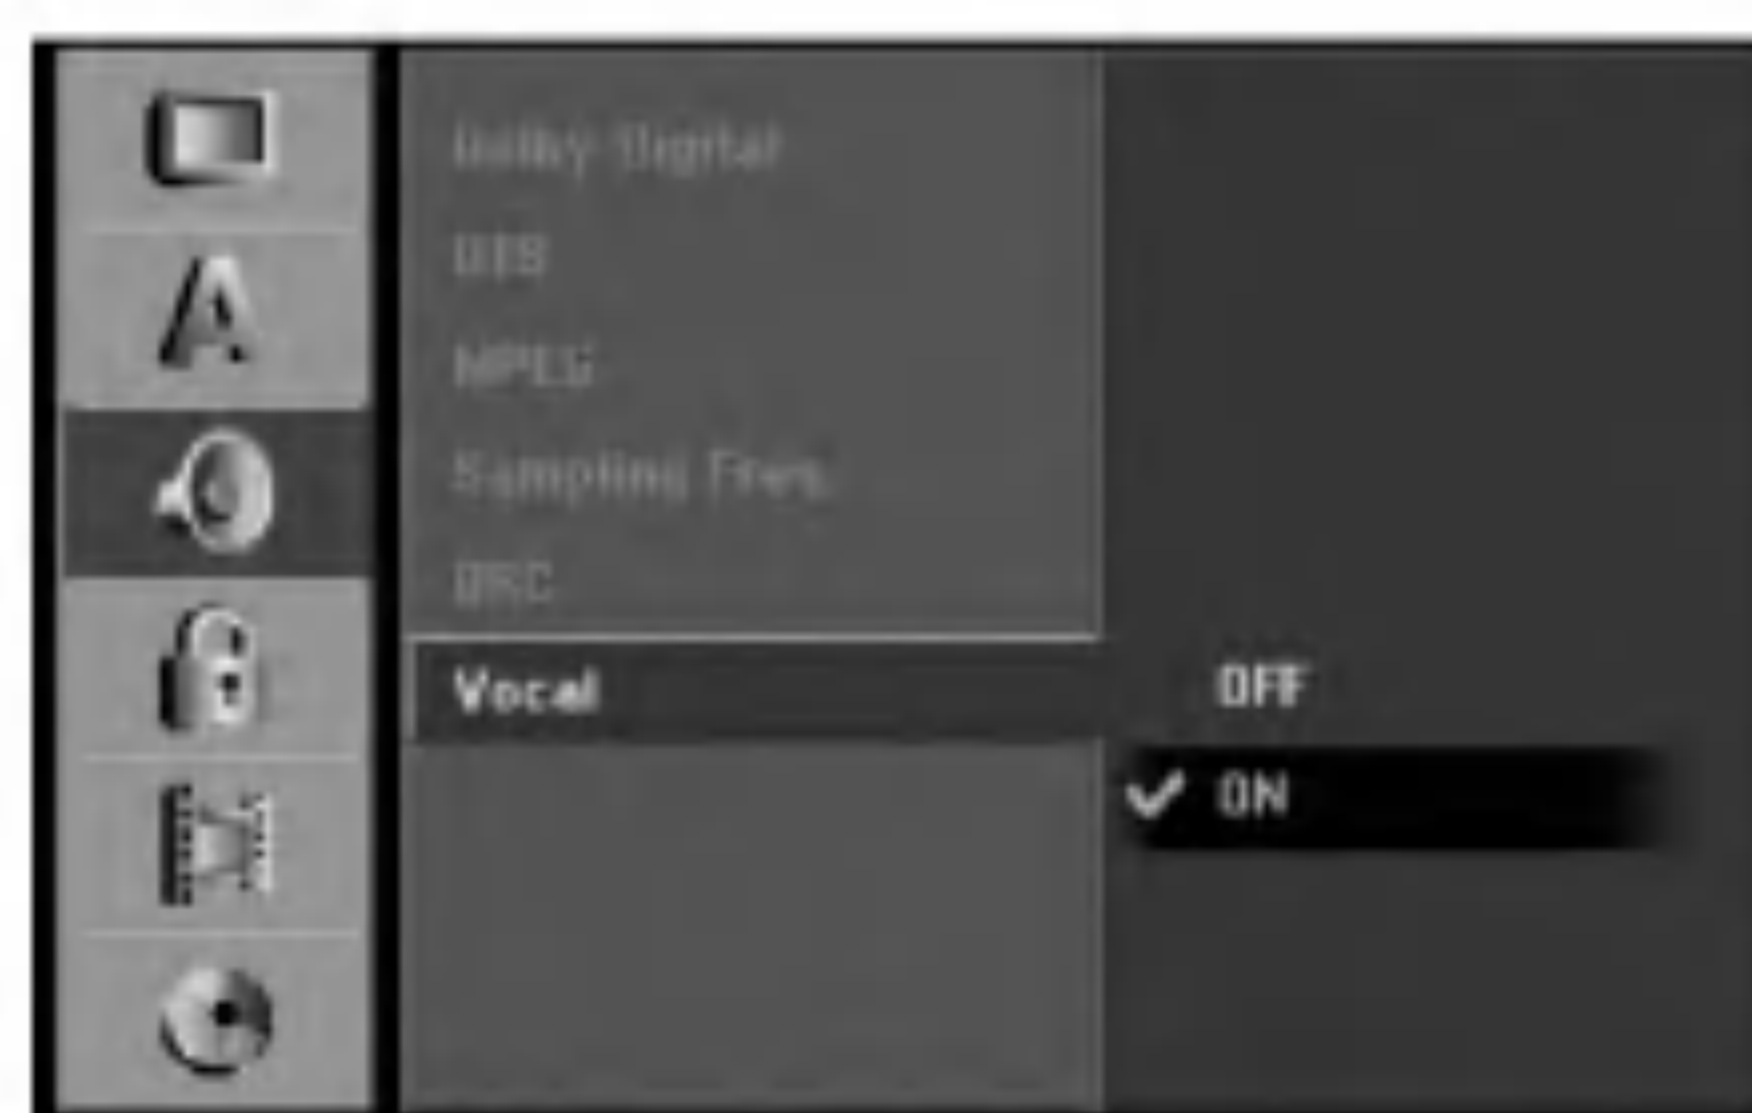 Dolby Digital
DTS
MPEG
Sampling Freq.
DRC
Vocal
OFF
ON